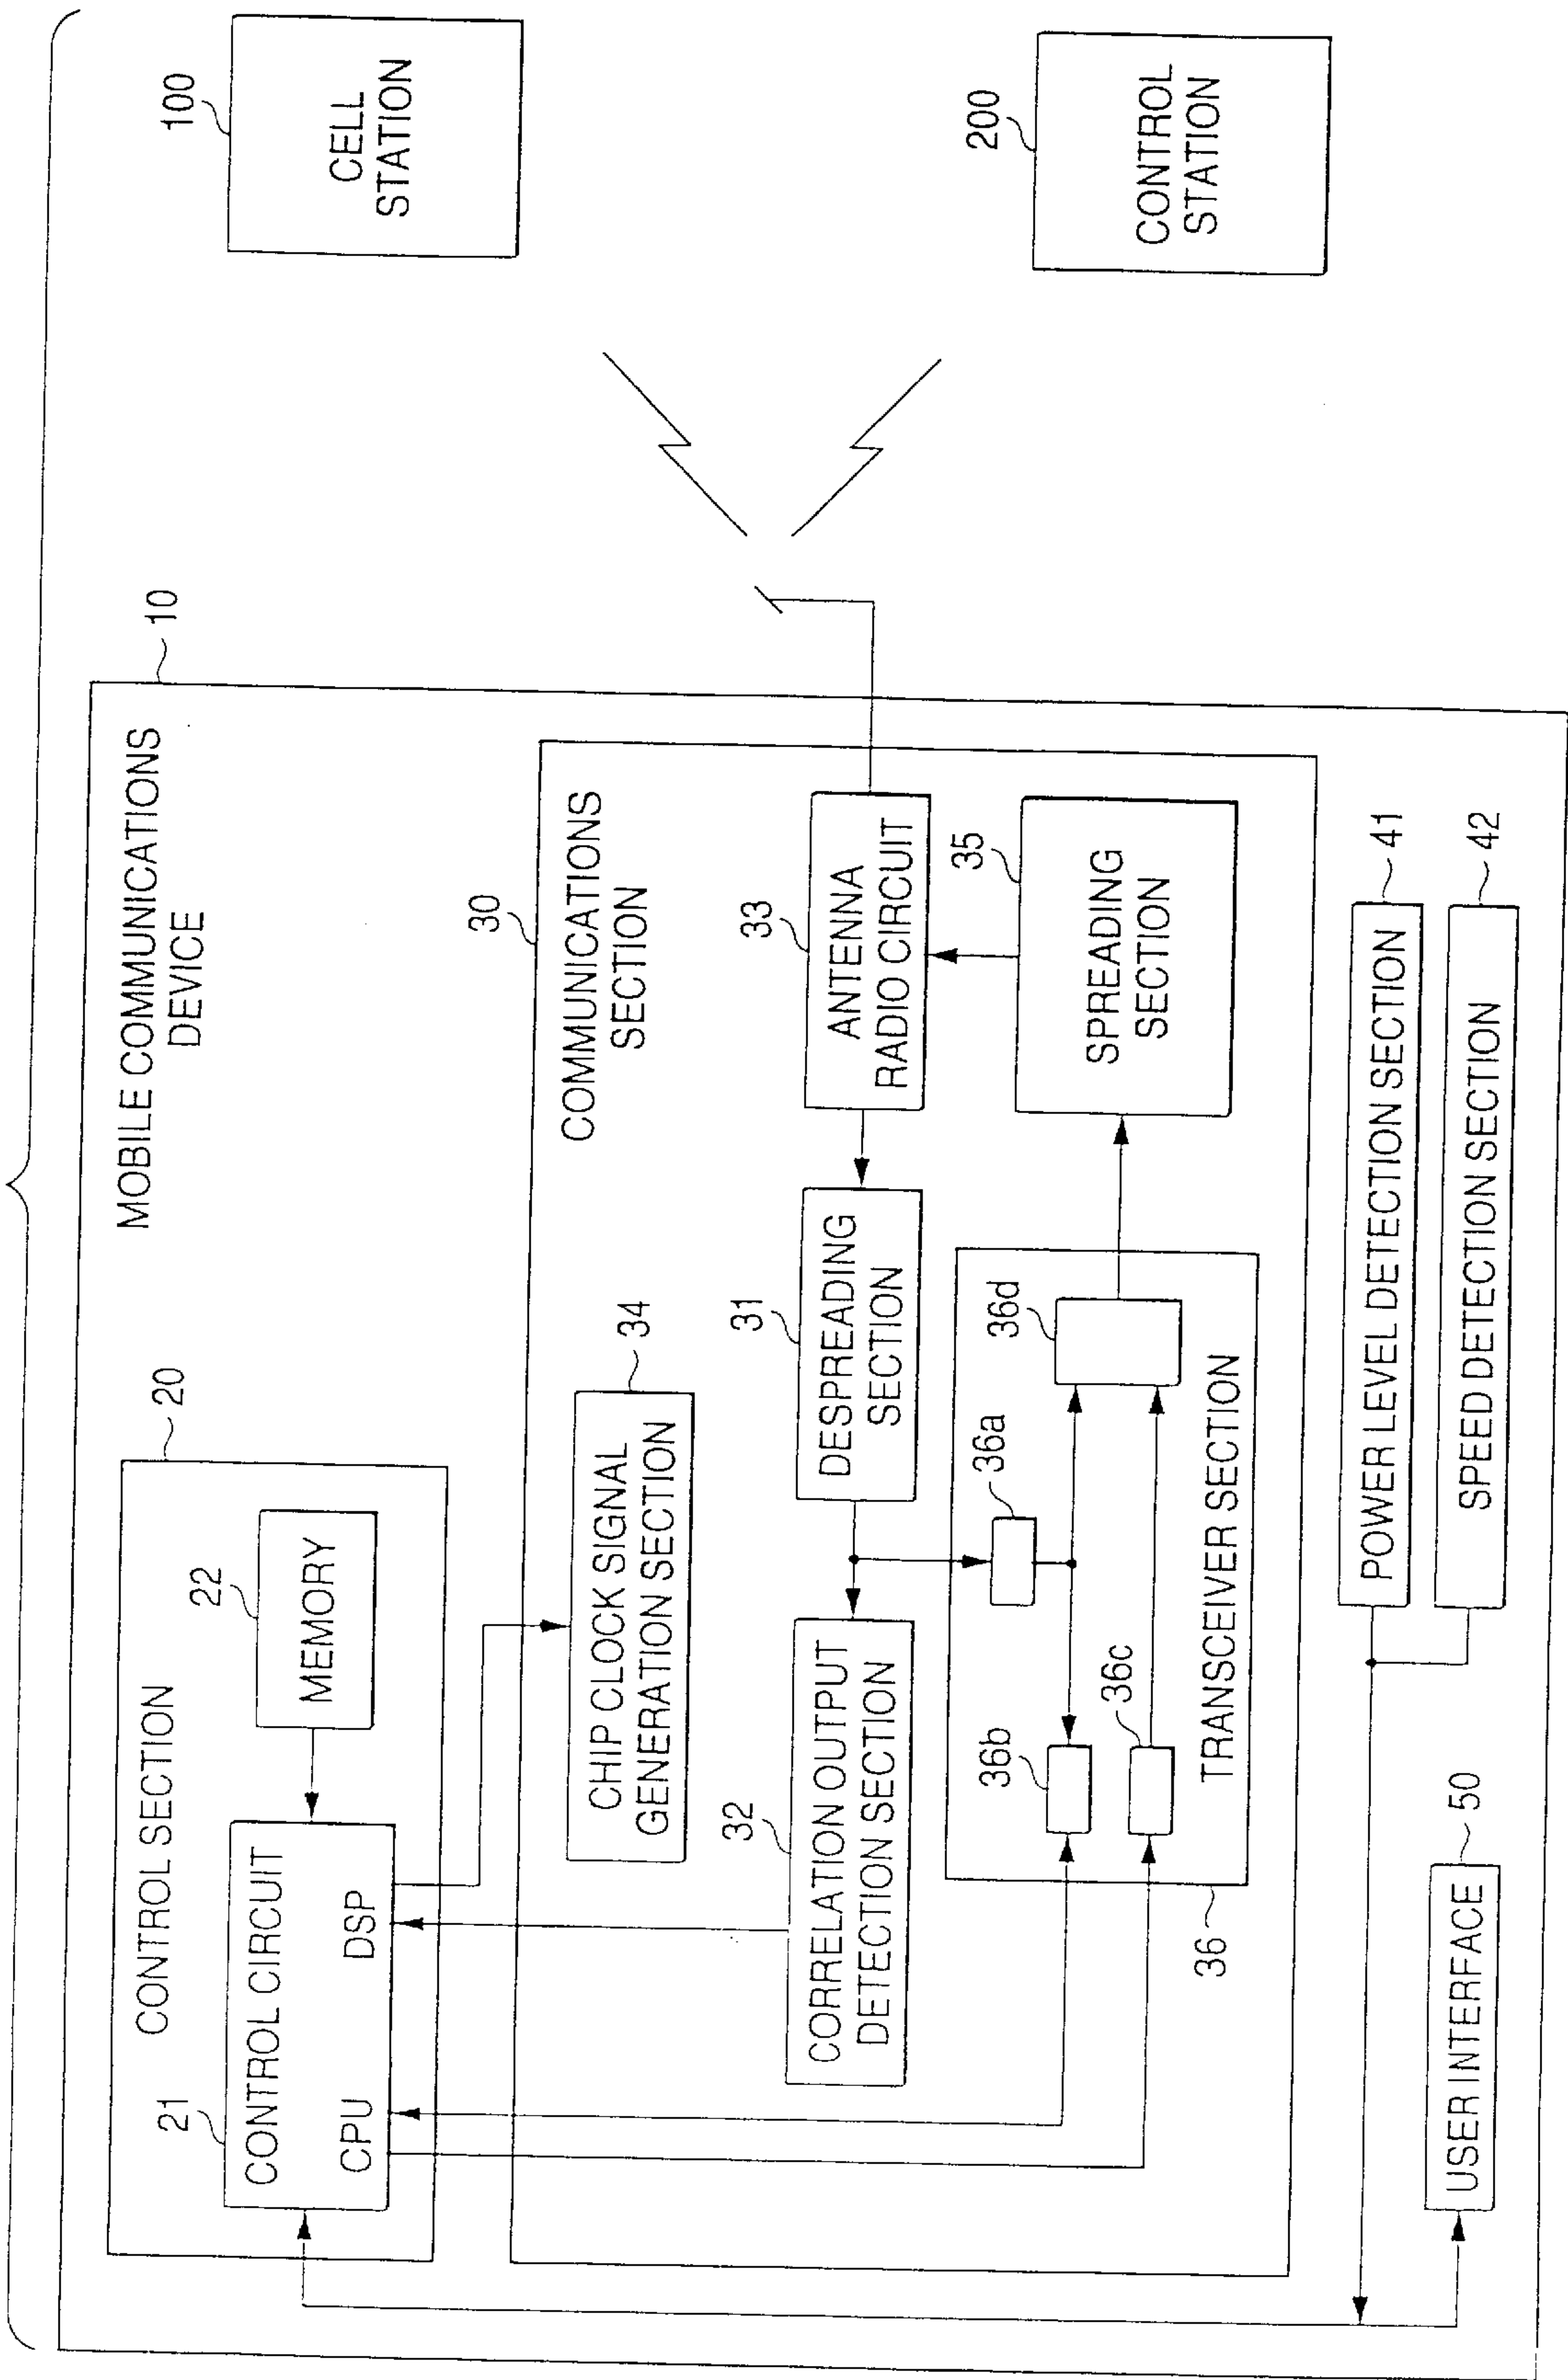 MOBILE COMMUNICATIONS
DEVICE
10
100
CELL
STATION
200
CONTROL
STATION
20
CONTROL SECTION
21
CONTROL CIRCUIT
CPU
DSP
22
MEMORY
30
COMMUNICATIONS
SECTION
34
CHIP CLOCK SIGNAL
GENERATION SECTION
32
CORRELATION OUTPUT
DETECTION SECTION
31
DESPREADING
SECTION
33
ANTENNA
RADIO CIRCUIT
35
SPREADING
SECTION
36
36a
36b
36c
36d
TRANSCEIVER SECTION
POWER LEVEL DETECTION SECTION
41
SPEED DETECTION SECTION
42
USER INTERFACE
50